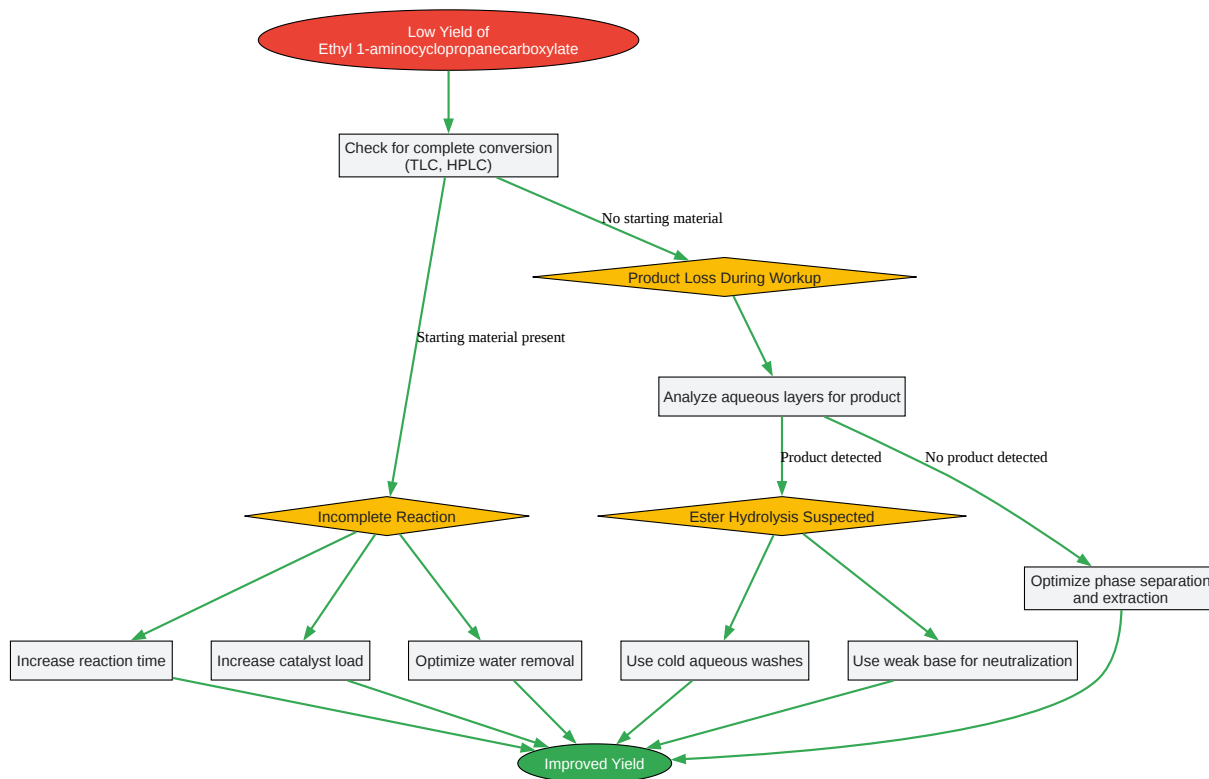 Low Yield of
Ethyl 1-aminocyclopropanecarboxylate
Check for complete conversion
(TLC, HPLC)
No starting material
Product Loss During Workup
Starting material present
Analyze aqueous layers for product
Product detected
No product detected
Incomplete Reaction
Ester Hydrolysis Suspected
Optimize phase separation
and extraction
Increase reaction time
Increase catalyst load
Optimize water removal
Use cold aqueous washes
Use weak base for neutralization
Improved Yield